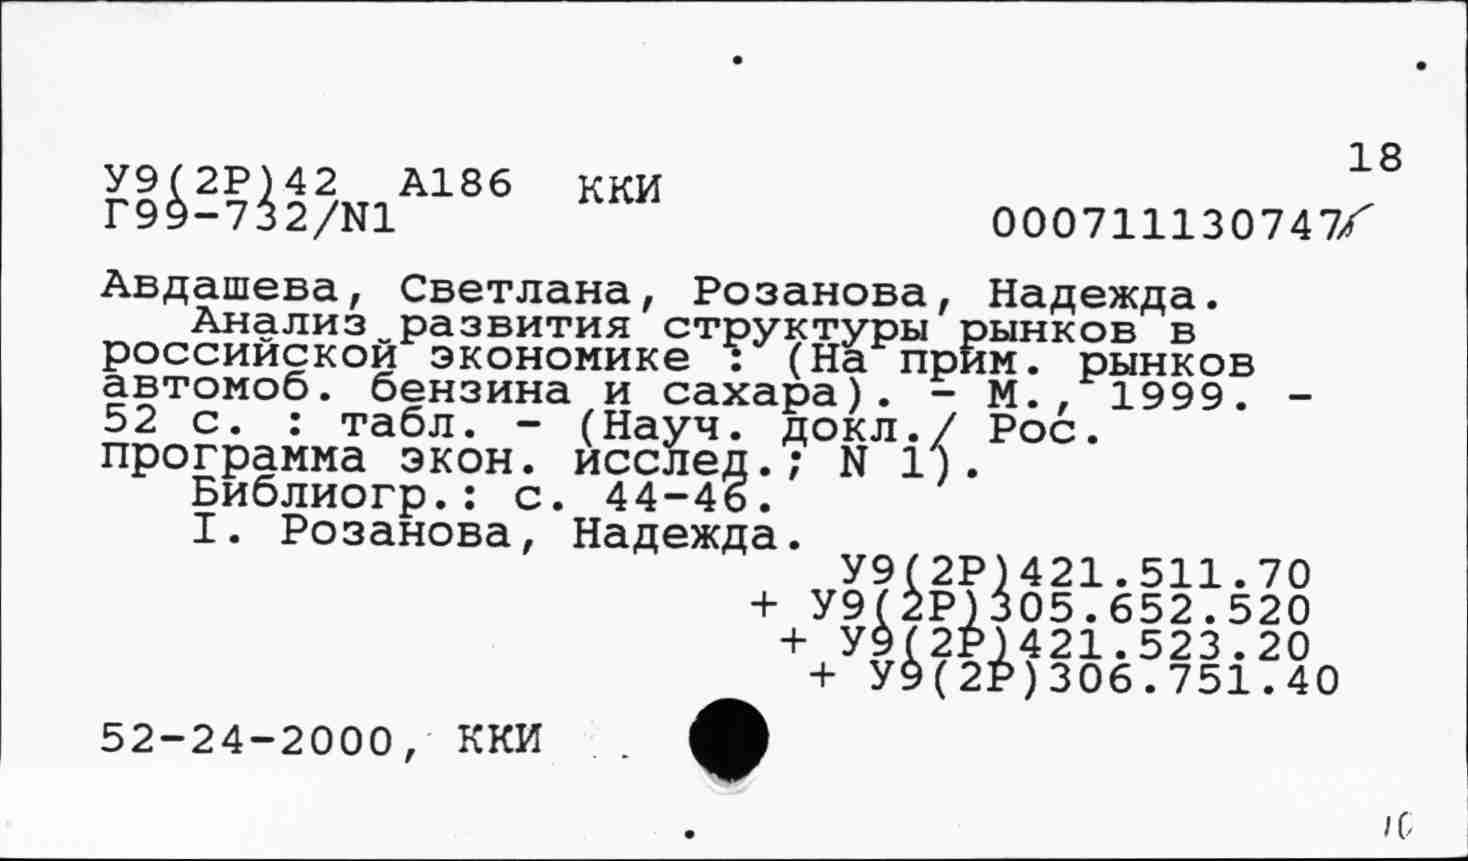 18
У9(2Р)42 А186 ККИ
Г99-732/N1 000711130747
Авдашева, Светлана, Розанова, Надежда.
Анализ развития структуры рынков в
российской экономике : (На прим. рынков
автомоб. бензина и сахара). - М., 1999. -
52 с. : табл. - (Науч. докл./ Рос.
программа экон. исслед.; N 1).
Библиогр.: с. 44-46.
I. Розанова, Надежда.
У9(2Р)421.511.70
+ У9(2Р)305.652.520
+ У9(2Р)421.523.20
+ У9(2Р)306.751.40
52-24-2000, ККИ